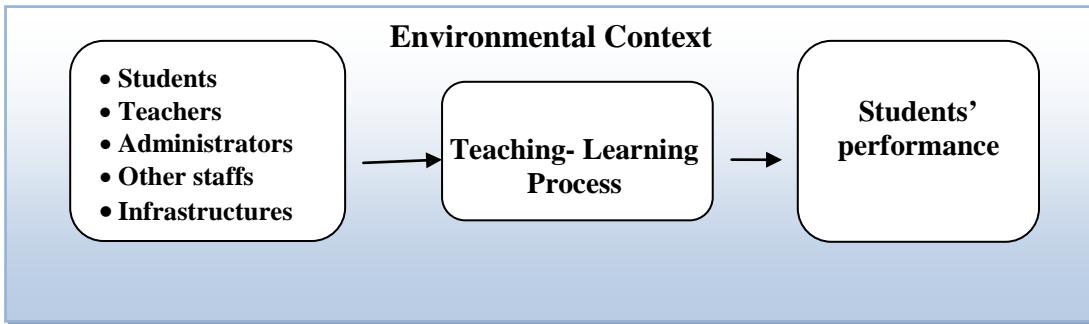 Environmental Context
• Students
• Teachers
• Administrators
• Other staffs
• Infrastructures
Teaching- Learning
Process
Students’
performance